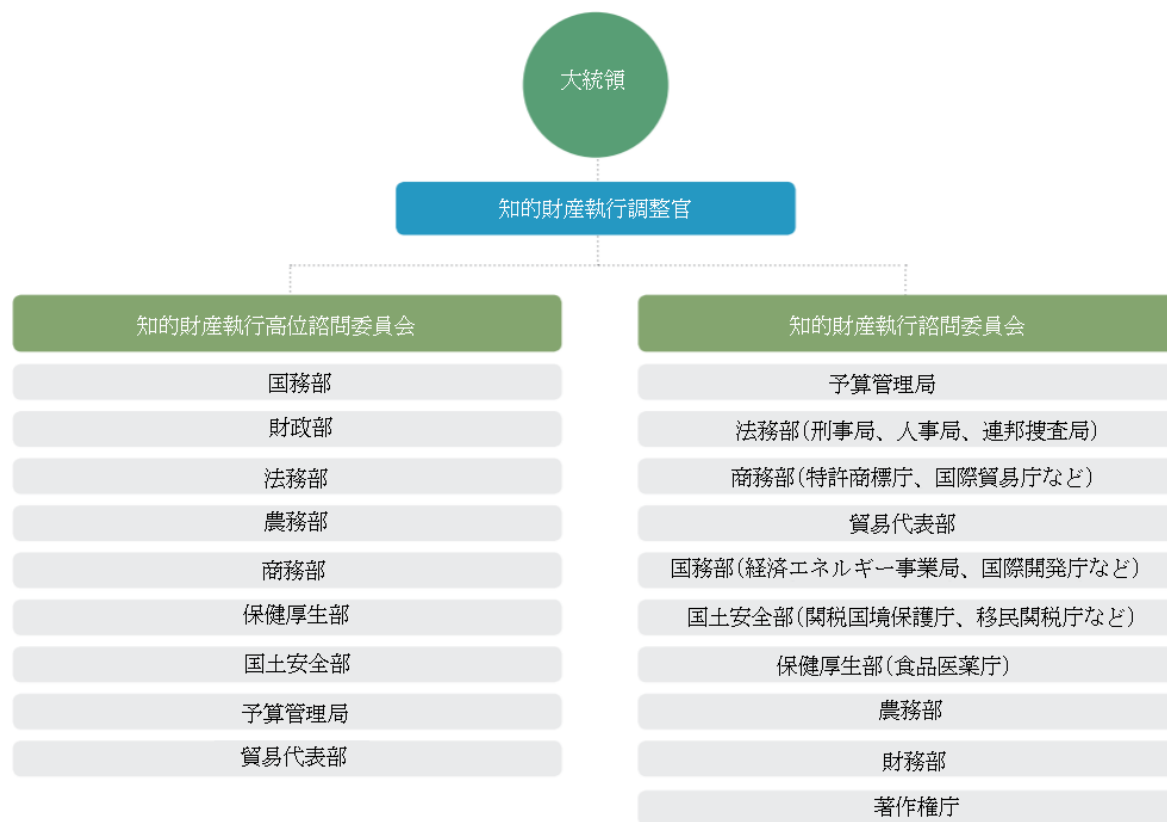 大統領
知的財産執行調整官
知的財産執行高位諮問委員会
国務部
財政部
法務部
農務部
商務部
保健厚生部
国土安全部
予算管理局
貿易代表部
知的財産執行諮問委員会
予算管理局
法務部(刑事局、人事局、連邦捜査局)
商務部(特許商標庁、国際貿易庁など)
貿易代表部
国務部(経済エネルギー事業局、国際開発庁など)
国土安全部(関税国境保護庁、移民関税庁など)
保健厚生部(食品医薬庁)
農務部
財務部
著作権庁